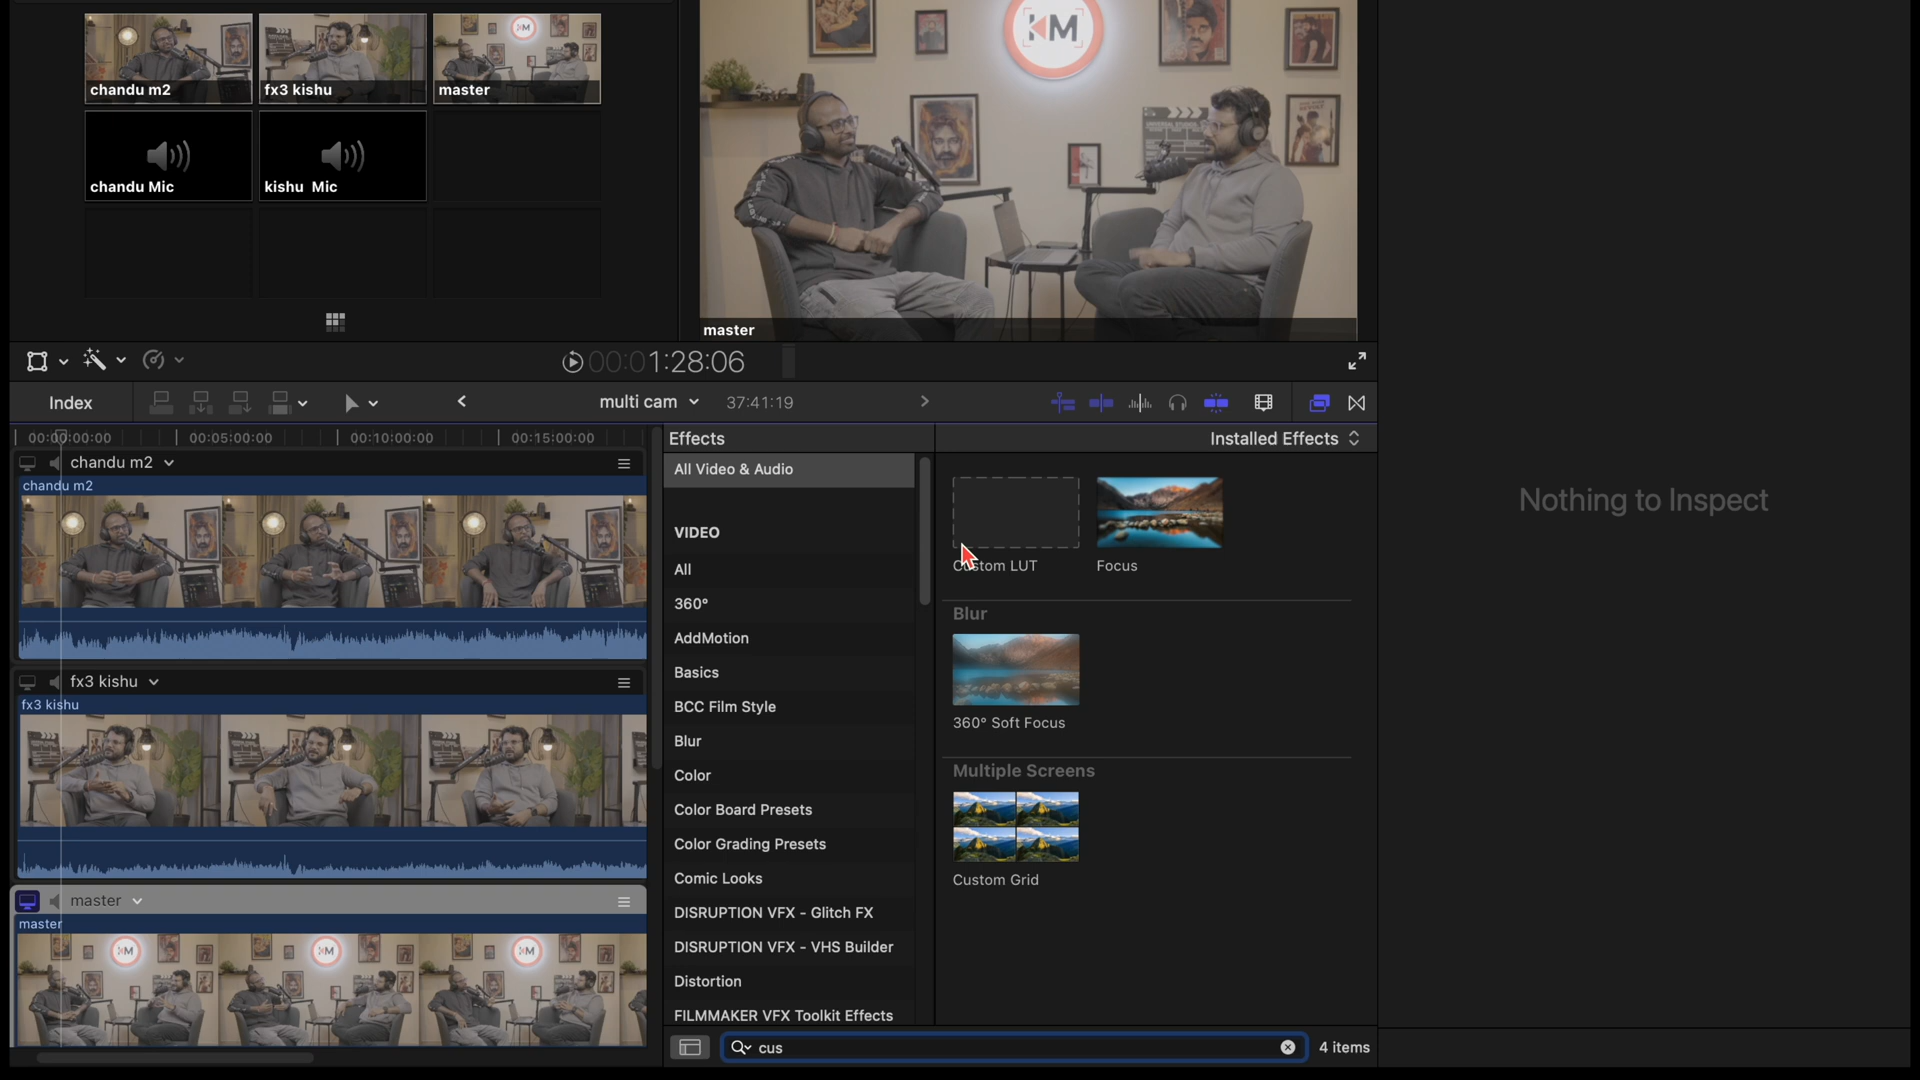 chandu m2
fx3 kishu
master
chandu Mic
kishu Mic
KM
master
00:01:28:06
Index
multi cam
37:41:19
00:00:00:00
00:05:00:00
00:10:00:00
00:15:00:00
chandu m2
chandu m2
fx3 kishu
fx3 kishu
master
master
Effects
Installed Effects
All Video & Audio
VIDEO
All
360°
AddMotion
Basics
BCC Film Style
Blur
Color
Color Board Presets
Color Grading Presets
Comic Looks
DISRUPTION VFX - Glitch FX
DISRUPTION VFX - VHS Builder
Distortion
FILMMAKER VFX Toolkit Effects
Custom LUT
Focus
Blur
360° Soft Focus
Multiple Screens
Custom Grid
cus
4 items
Nothing to Inspect